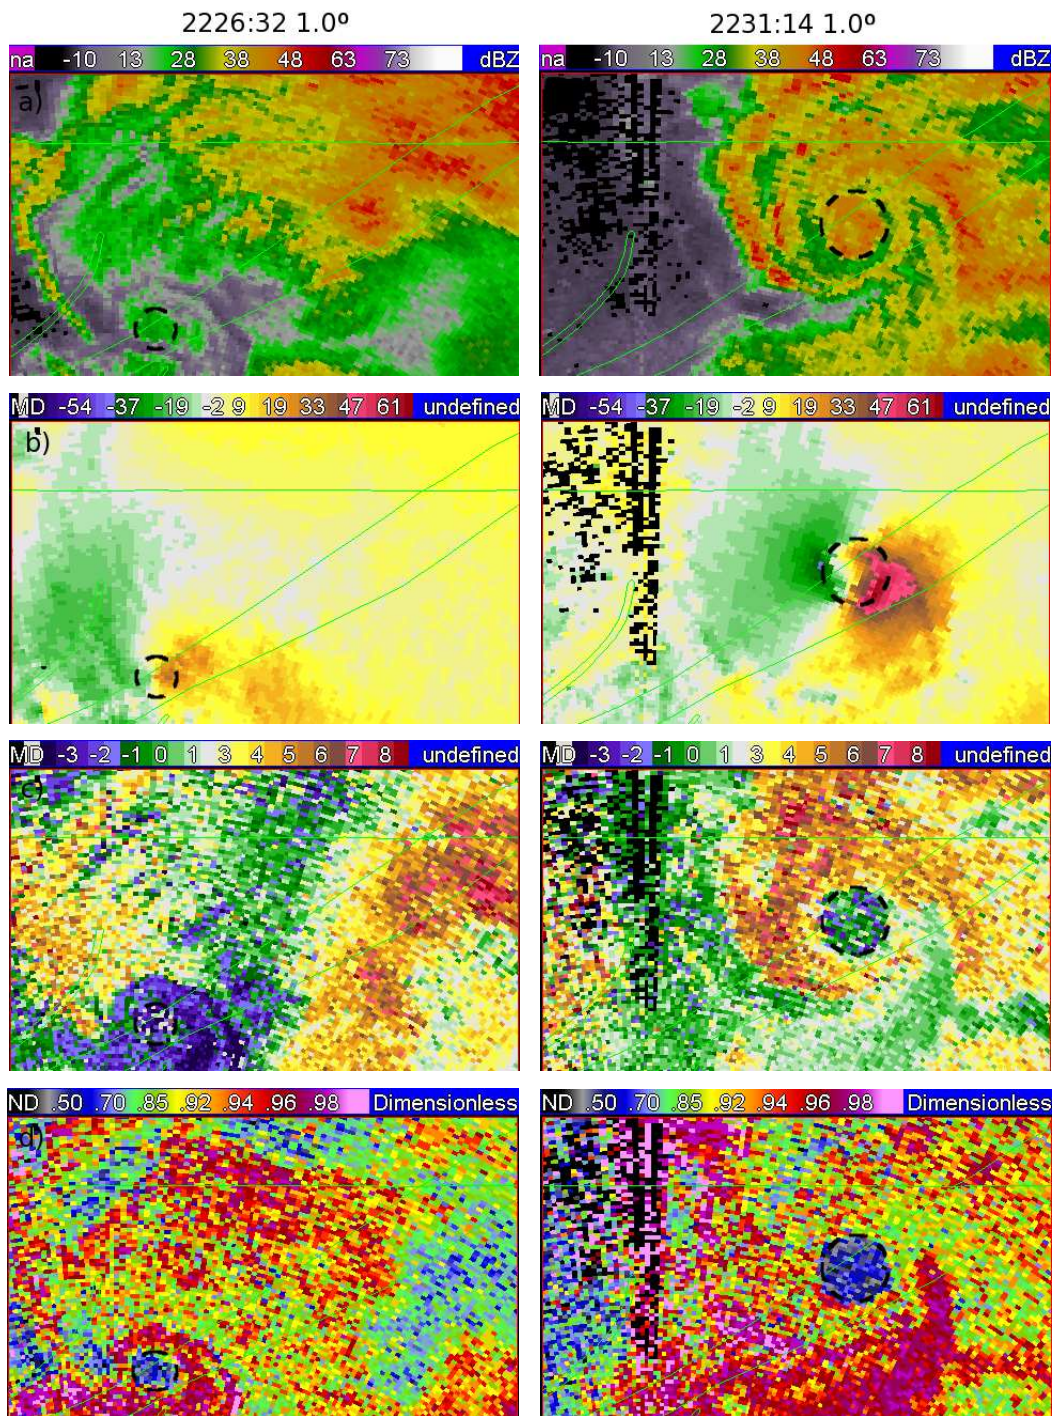 2226:32 1.0º
2231:14 1.0º
na -10 13 28 38 48 63 73 dBZ
na -10 13 28 38 48 63 73 dBZ
a)
MD -54 -37 -19 -2 9 19 33 47 61 undefined
MD -54 -37 -19 -2 9 19 33 47 61 undefined
b)
MD -3 -2 -1 0 1 3 4 5 6 7 8 undefined
MD -3 -2 -1 0 1 3 4 5 6 7 8 undefined
c)
ND .50 .70 .85 .92 .94 .96 .98 Dimensionless
ND .50 .70 .85 .92 .94 .96 .98 Dimensionless
d)